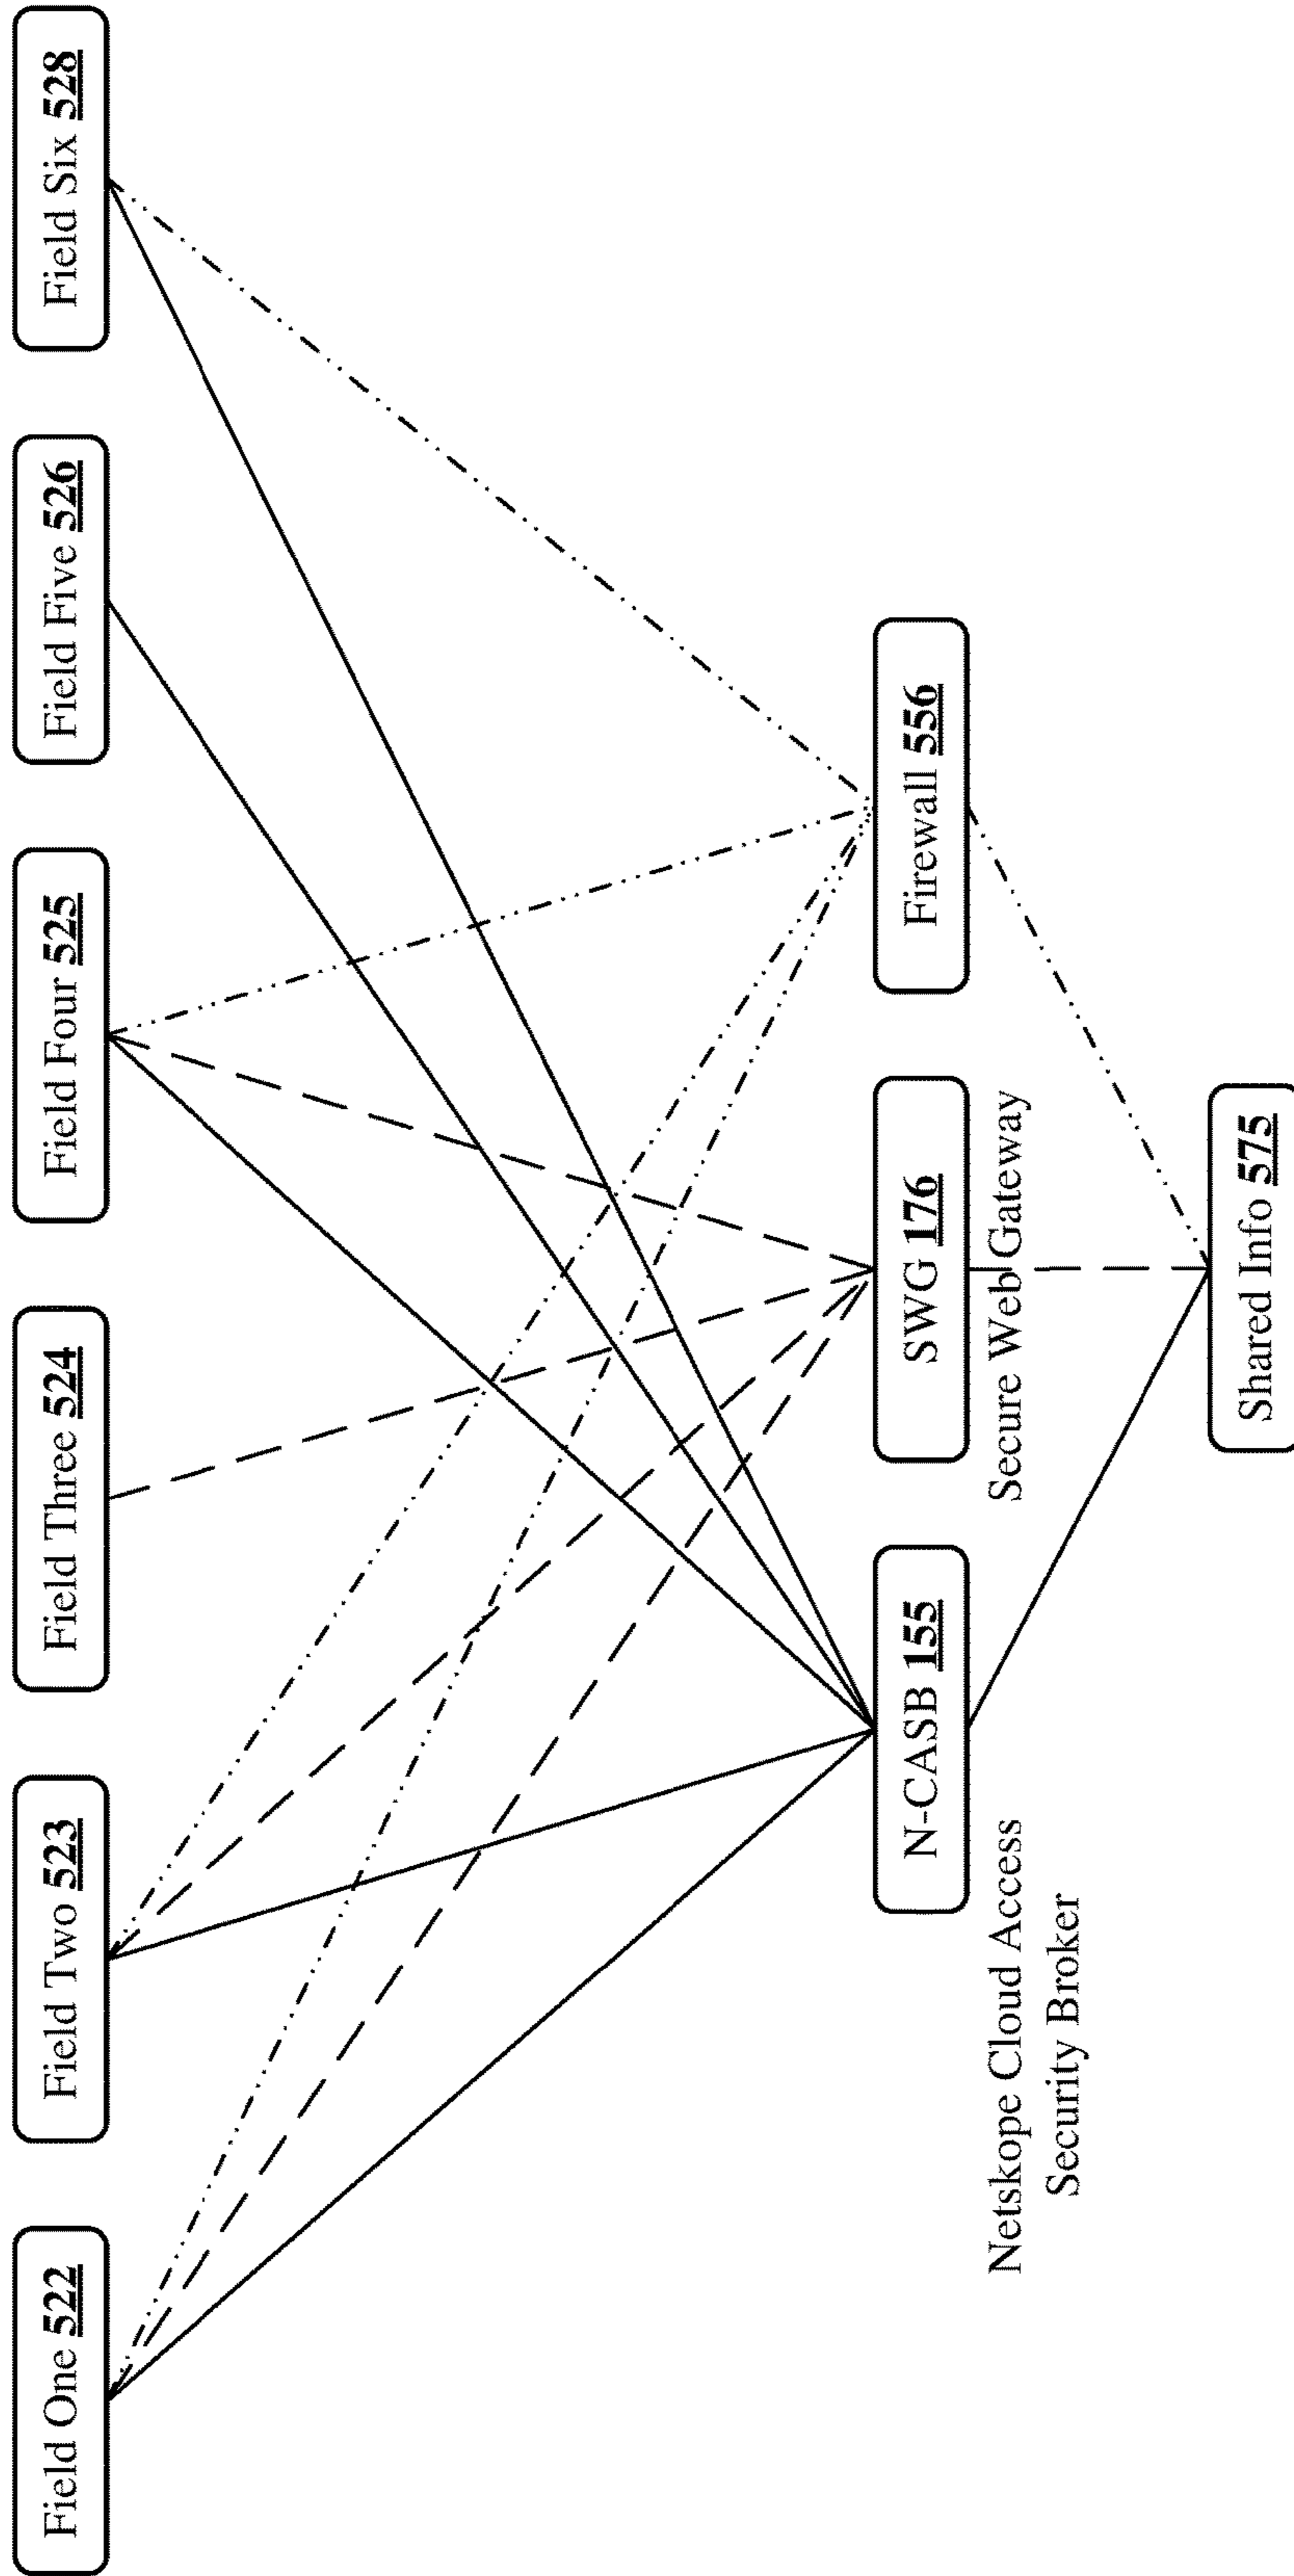 Field One 522
Field Two 523
Field Three 524
Field Four 525
Field Five 526
Field Six 528
N-CASB 155
SWG 176
Firewall 556
Netskope Cloud Access
Security Broker
Secure Web Gateway
Shared Info 575